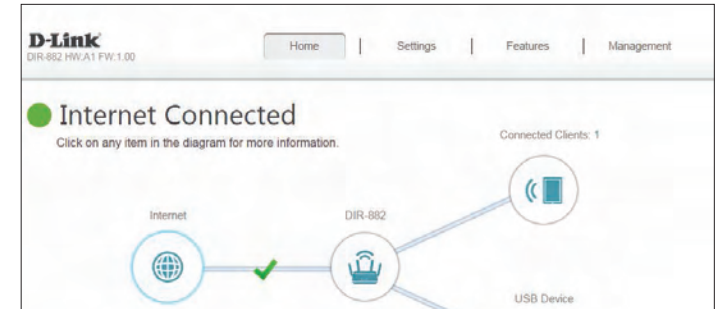 D-Link
DIR-882 HW:A1 FW:1.00
Home | Settings | Features | Management
Internet Connected
Click on any item in the diagram for more information.
Connected Clients: 1
Internet
DIR-882
USB Device